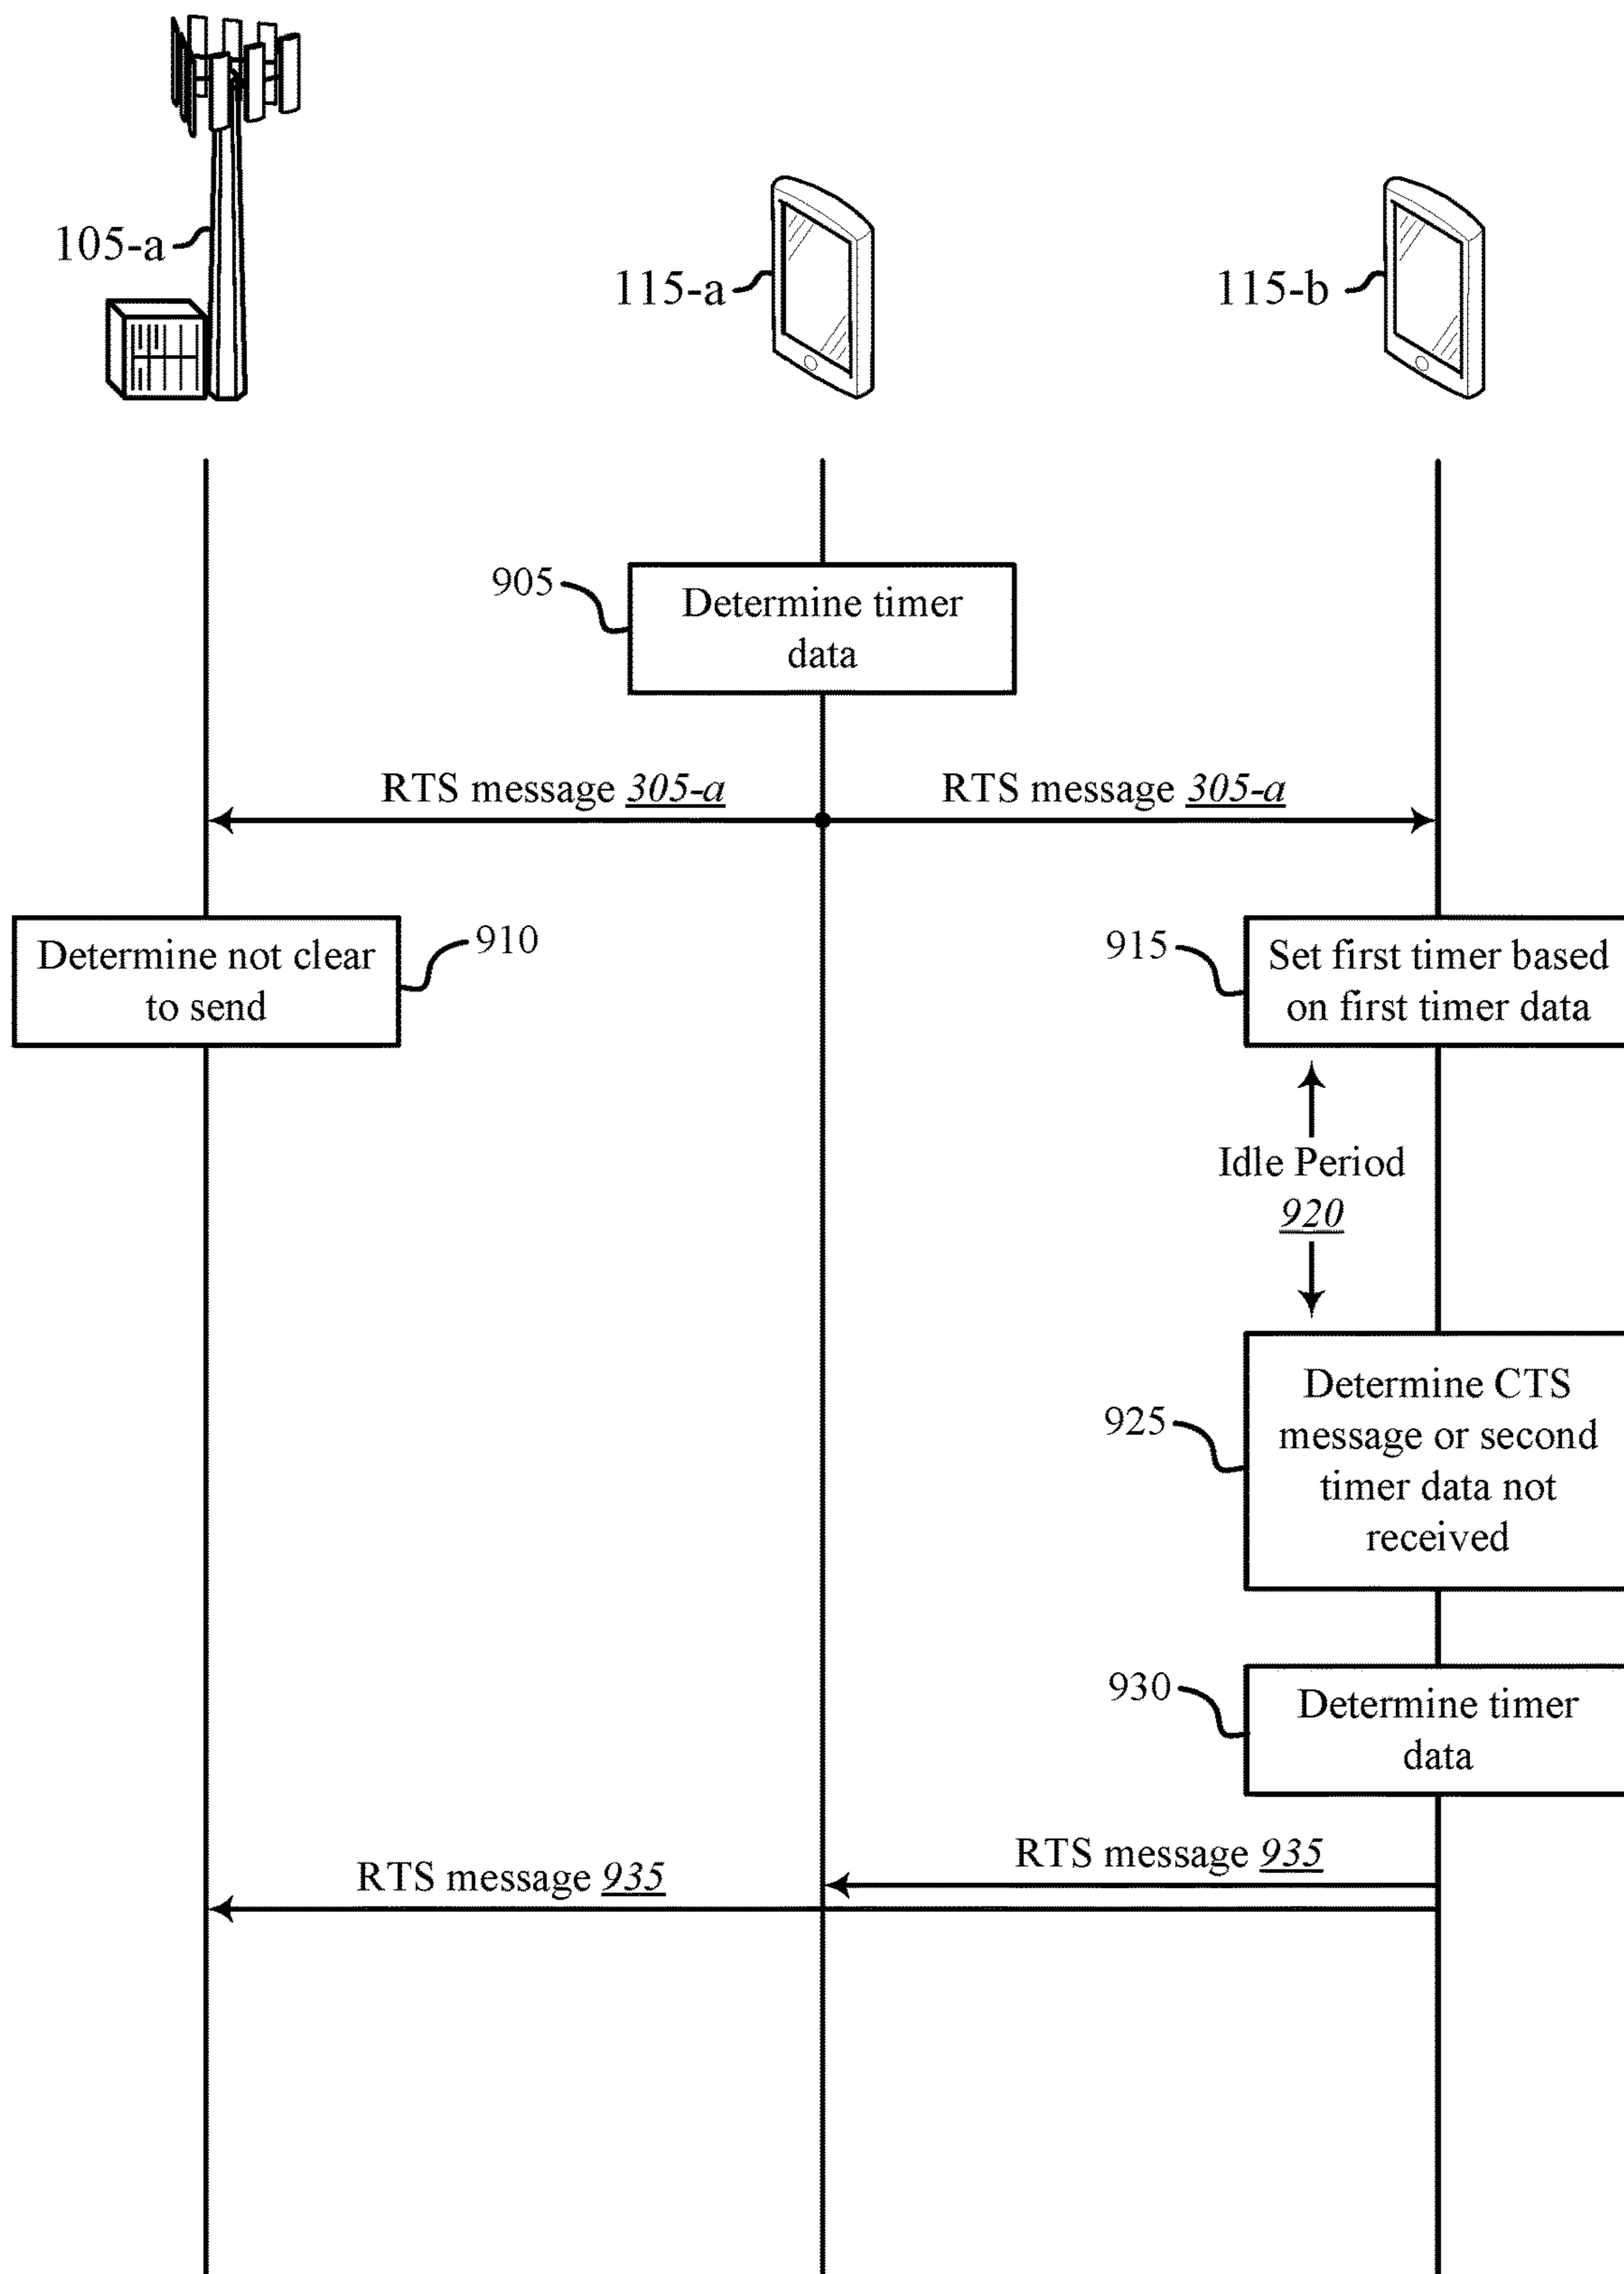 105-a
115-a
115-b
905
Determine timer
data
RTS message 305-a
RTS message 305-a
Determine not clear
to send
910
915
Set first timer based
on first timer data
Idle Period
920
925
Determine CTS
message or second
timer data not
received
930
Determine timer
data
RTS message 935
RTS message 935